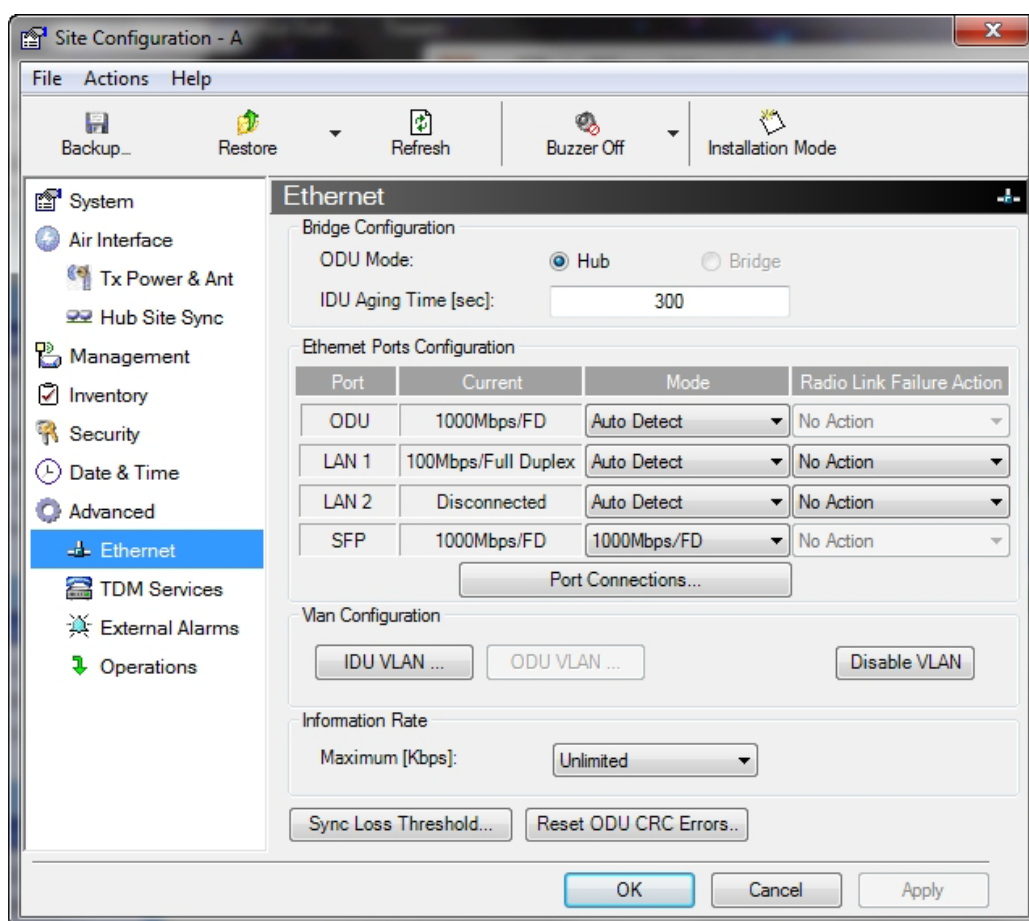 Site Configuration - A
File Actions Help
Backup... Restore Refresh Buzzer Off Installation Mode
System
Air Interface
Tx Power & Ant
Hub Site Sync
Management
Inventory
Security
Date & Time
Advanced
Ethernet
TDM Services
External Alarms
Operations
Ethernet
Bridge Configuration
ODU Mode: Hub Bridge
IDU Aging Time [sec]: 300
Ethernet Ports Configuration
Port Current Mode Radio Link Failure Action
ODU 1000Mbps/FD Auto Detect No Action
LAN 1 100Mbps/Full Duplex Auto Detect No Action
LAN 2 Disconnected Auto Detect No Action
SFP 1000Mbps/FD 1000Mbps/FD No Action
Port Connections...
Vlan Configuration
IDU VLAN ... ODU VLAN ... Disable VLAN
Information Rate
Maximum [Kbps]: Unlimited
Sync Loss Threshold... Reset ODU CRC Errors..
OK Cancel Apply